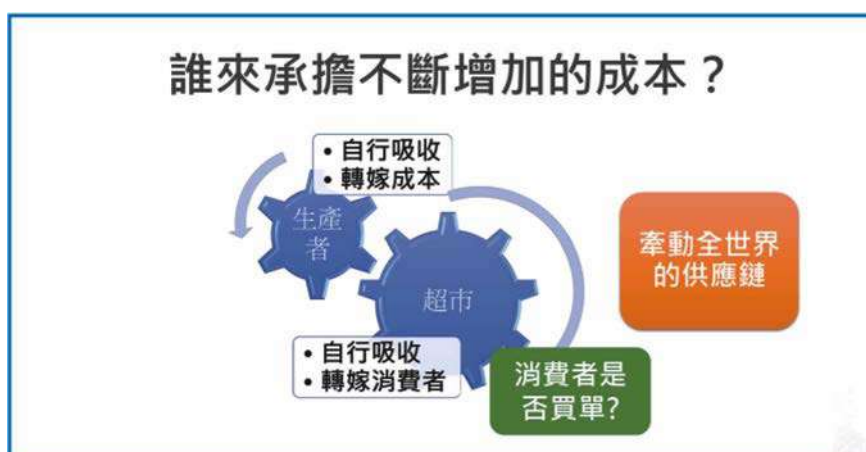 誰來承擔不斷增加的成本？
• 自行吸收
• 轉嫁成本
生產
者
超市
• 自行吸收
• 轉嫁消費者
消費者是
否買單?
牽動全世界
的供應鏈